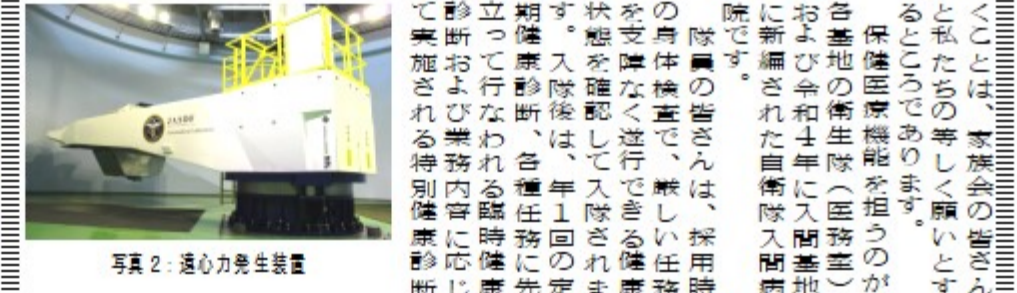 くことは、家族会の皆さん
と私たちの等しく願いとす
るところであります。
保健医療機能を担うのが
各基地の衛生隊（医務室）
および令和４年に入間基地
に新編された自衛隊入間病
院です。
隊員の皆さんは、採用時
の身体検査で、厳しい任務
を支障なく遂行できる健康
状態を確認して入隊されま
す。入隊後は、年１回の定
期健康診断、各種任務に先
立って行なわれる臨時健康
診断および業務内容に応じ
て実施される特別健康診断
写真２：遠心力発生装置